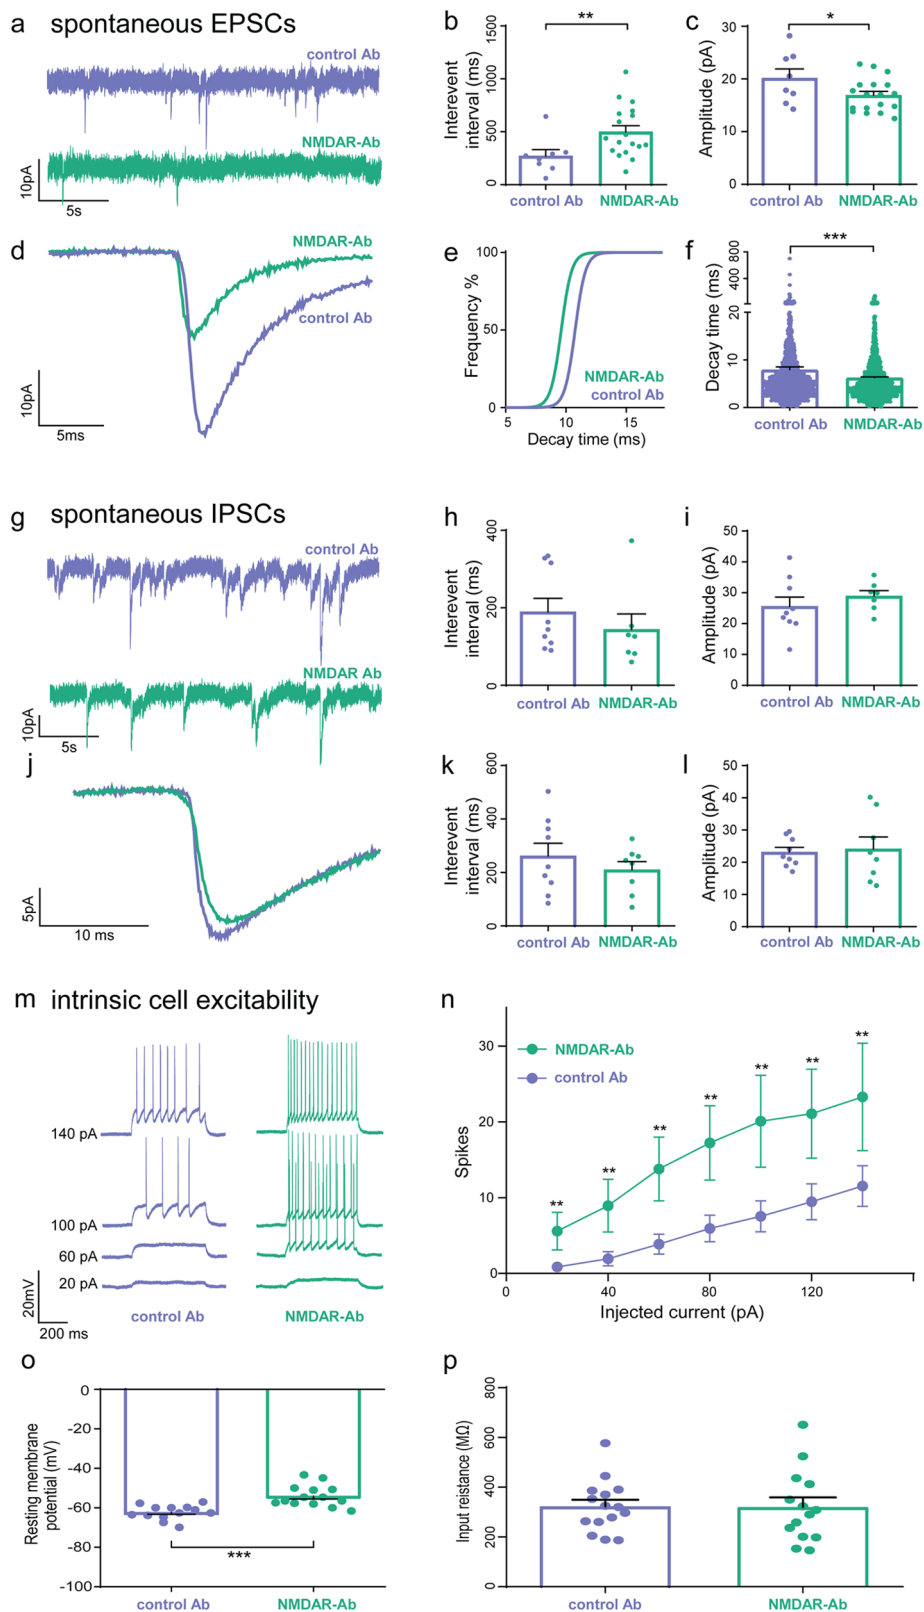 a spontaneous EPSCs
control Ab
NMDAR-Ab
10pA
5s
b
Interevent
interval (ms)
1500
1000
500
0
**
control Ab NMDAR-Ab
c
Amplitude (pA)
30
20
10
0
*
control Ab NMDAR-Ab
d
NMDAR-Ab
control Ab
10pA
5ms
e
Frequency %
100
50
0
NMDAR-Ab
control Ab
5 10 15
Decay time (ms)
f
Decay time (ms)
800
400
20
10
0
***
control Ab NMDAR-Ab
g spontaneous IPSCs
control Ab
NMDAR Ab
10pA
5s
h
Interevent
interval (ms)
400
200
0
control Ab NMDAR-Ab
i
Amplitude (pA)
50
40
30
20
10
0
control Ab NMDAR-Ab
j
5pA
10 ms
k
Interevent
interval (ms)
600
400
200
0
control Ab NMDAR-Ab
l
Amplitude (pA)
50
40
30
20
10
0
control Ab NMDAR-Ab
m intrinsic cell excitability
140 pA
100 pA
60 pA
20 pA
20mV
200 ms
control Ab NMDAR-Ab
n
Spikes
30
20
10
0
NMDAR-Ab
control Ab
** ** ** ** ** ** **
0 40 80 120
Injected current (pA)
o
Resting membrane
potential (mV)
0
-20
-40
-60
-80
-100
***
control Ab NMDAR-Ab
p
Input reistance (MΩ)
800
600
400
200
0
control Ab NMDAR-Ab